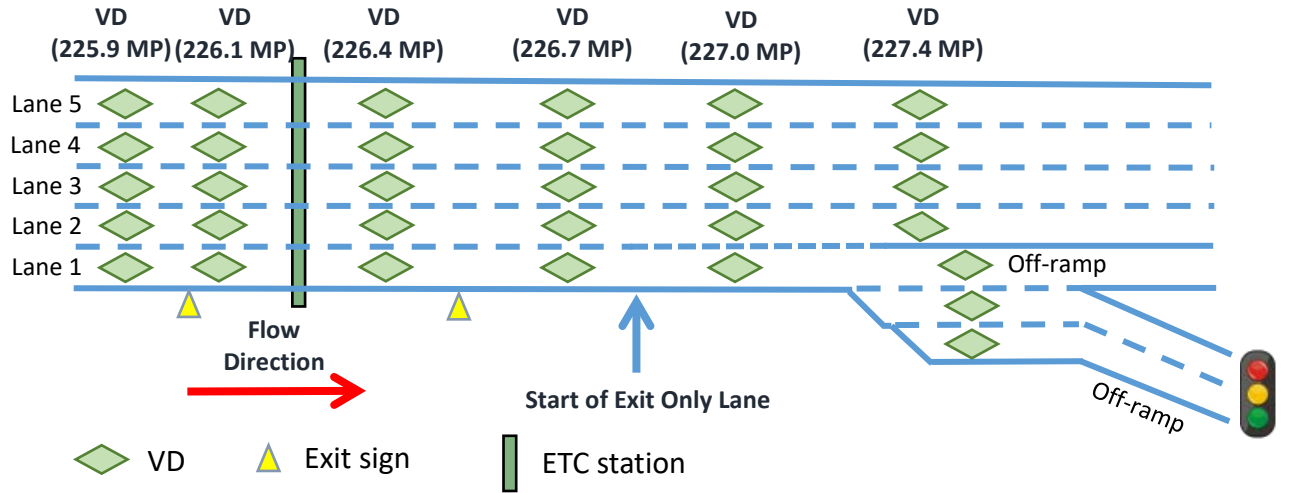 VD VD VD VD VD VD
(225.9 MP) (226.1 MP) (226.4 MP) (226.7 MP) (227.0 MP) (227.4 MP)
Lane 5
Lane 4
Lane 3
Lane 2
Lane 1
Off-ramp
Flow
Direction
Start of Exit Only Lane
Off-ramp
VD
Exit sign
ETC station